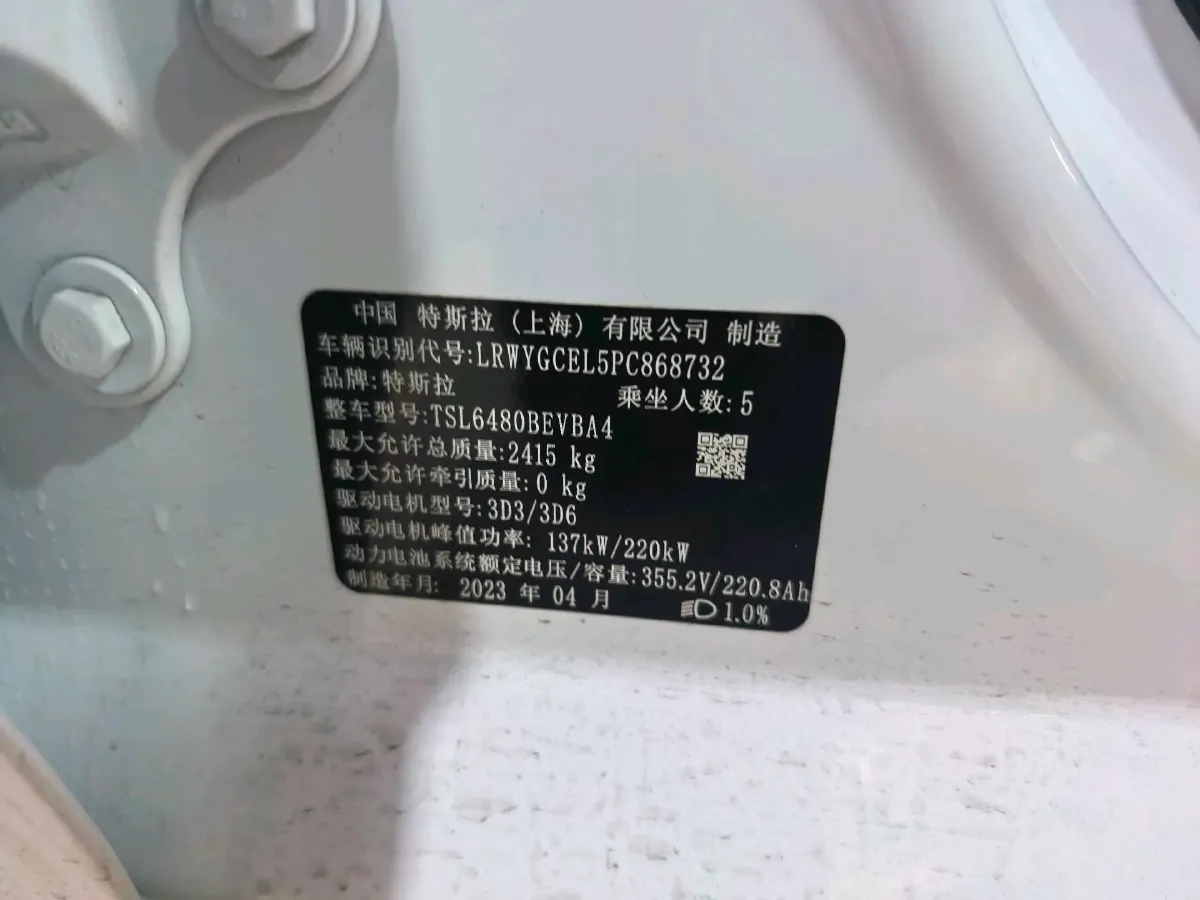 中国 特斯拉 (上海) 有限公司 制造
车辆识别代号:LRWYGCEL5PC868732
品牌:特斯拉 乘坐人数:5
整车型号:TSL6480BEVBA4
最大允许总质量:2415 kg
最大允许牵引质量:0 kg
驱动电机型号:3D3/3D6
驱动电机峰值功率: 137kW/220kW
动力电池系统额定电压/容量:355.2V/220.8Ah
制造年月: 2023 年 04 月 1.0%